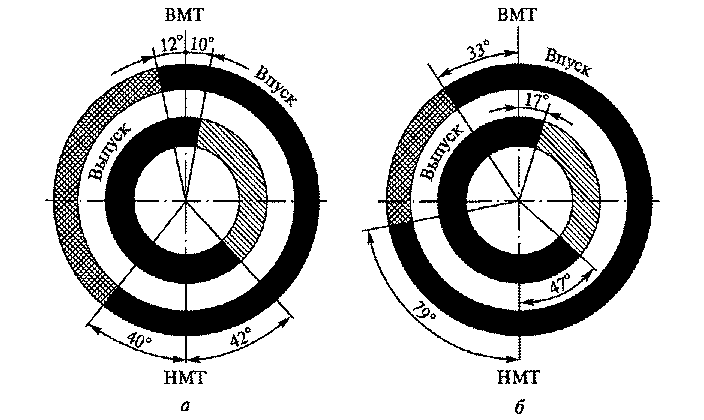 ВМТ
12° 10°
Впуск
Выпуск
40°
42°
НМТ
а
ВМТ
33°
Впуск
17°
Выпуск
47°
79°
НМТ
б